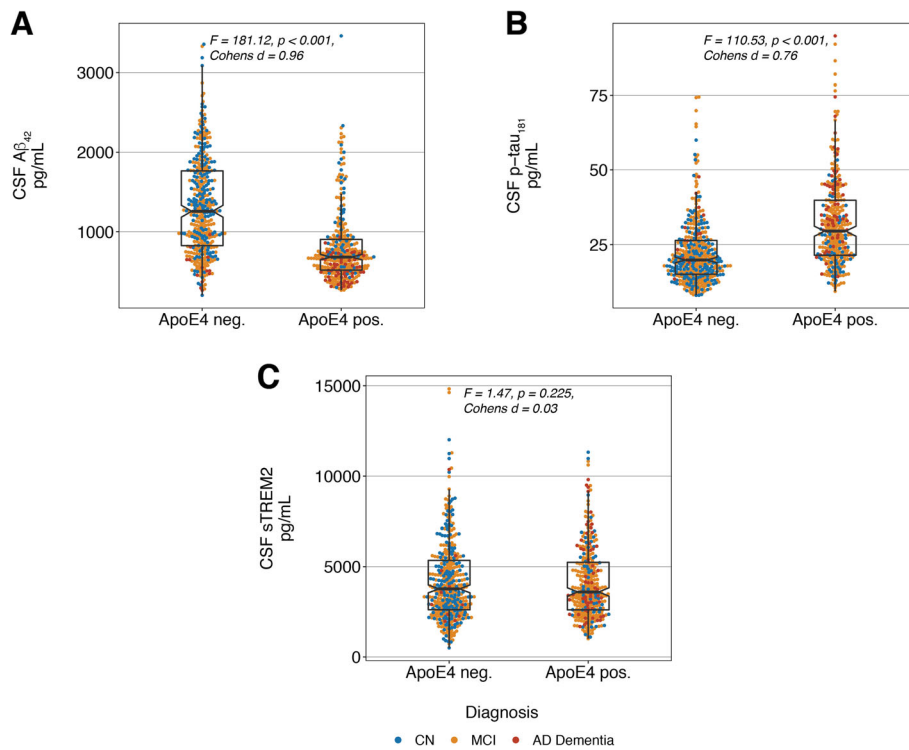 A
F = 181.12, p < 0.001,
Cohens d = 0.96
CSF Aβ42
pg/mL
3000
2000
1000
ApoE4 neg.
ApoE4 pos.
B
F = 110.53, p < 0.001,
Cohens d = 0.76
CSF p−tau181
pg/mL
75
50
25
ApoE4 neg.
ApoE4 pos.
C
F = 1.47, p = 0.225,
Cohens d = 0.03
CSF sTREM2
pg/mL
15000
10000
5000
0
ApoE4 neg.
ApoE4 pos.
Diagnosis
CN
MCI
AD Dementia